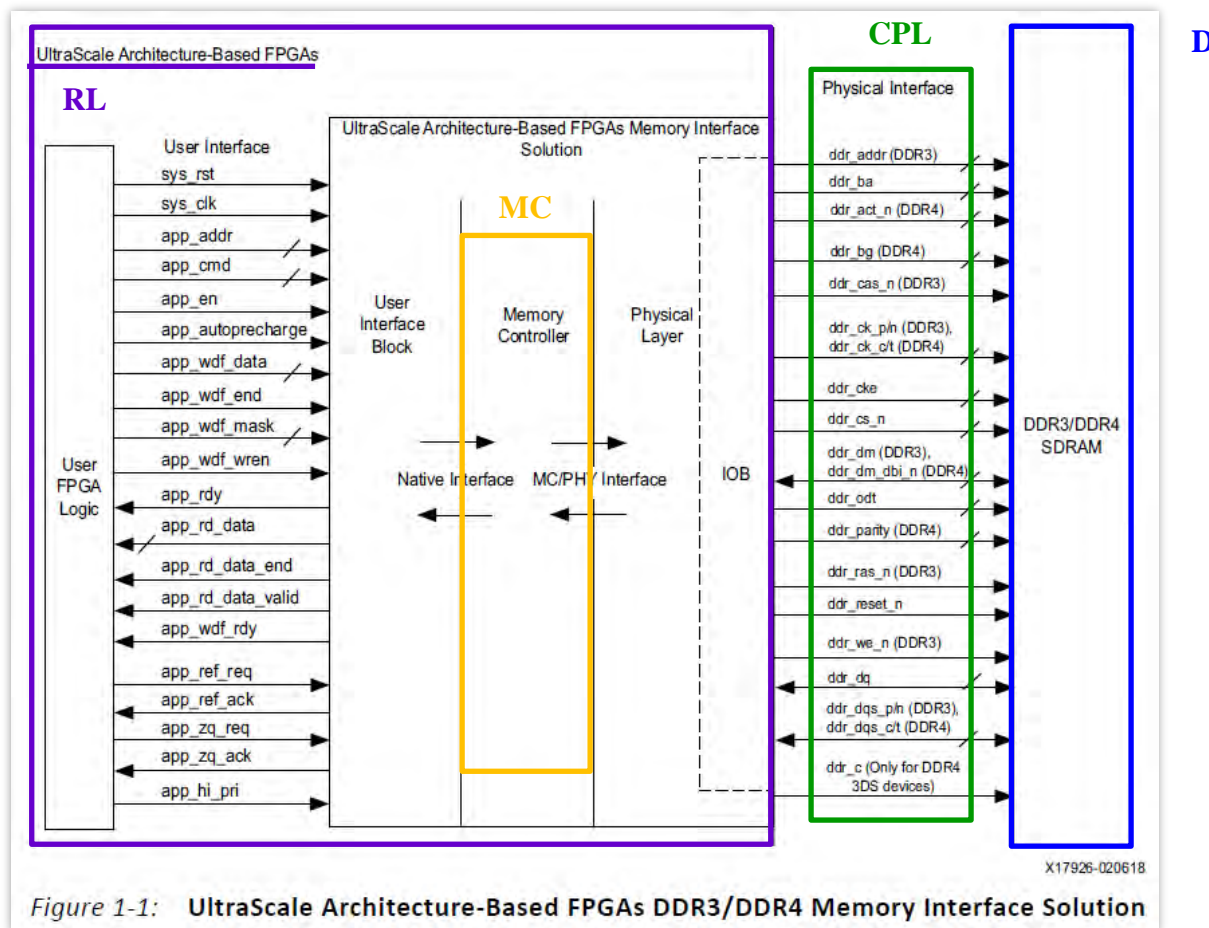 CPL
D
UltraScale Architecture-Based FPGAs
RL
Physical Interface
UltraScale Architecture-Based FPGAs Memory Interface
Solution
User Interface
sys_rst
sys_clk
app_addr
app_cmd
app_en
app_autoprecharge
app_wdf_data
app_wdf_end
app_wdf_mask
app_wdf_wren
app_rdy
app_rd_data
app_rd_data_end
app_rd_data_valid
app_wdf_rdy
app_ref_req
app_ref_ack
app_zq_req
app_zq_ack
app_hi_pri
User
FPGA
Logic
MC
User
Interface
Block
Memory
Controller
Physical
Layer
Native Interface
MC/PHY Interface
IOB
ddr_addr (DDR3)
ddr_ba
ddr_act_n (DDR4)
ddr_bg (DDR4)
ddr_cas_n (DDR3)
ddr_ck_p/n (DDR3),
ddr_ck_c/t (DDR4)
ddr_cke
ddr_cs_n
ddr_dm (DDR3),
ddr_dm_dbi_n (DDR4)
ddr_odt
ddr_parity (DDR4)
ddr_ras_n (DDR3)
ddr_reset_n
ddr_we_n (DDR3)
ddr_dq
ddr_dqs_p/n (DDR3),
ddr_dqs_c/t (DDR4)
ddr_c (Only for DDR4
3DS devices)
DDR3/DDR4
SDRAM
X17926-020618
Figure 1-1: UltraScale Architecture-Based FPGAs DDR3/DDR4 Memory Interface Solution